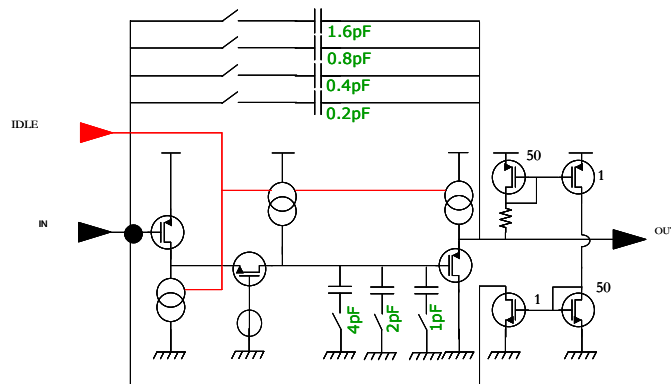 1.6pF
0.8pF
0.4pF
0.2pF
IDLE
50
1
IN
OU
1
50
4pF
2pF
1pF